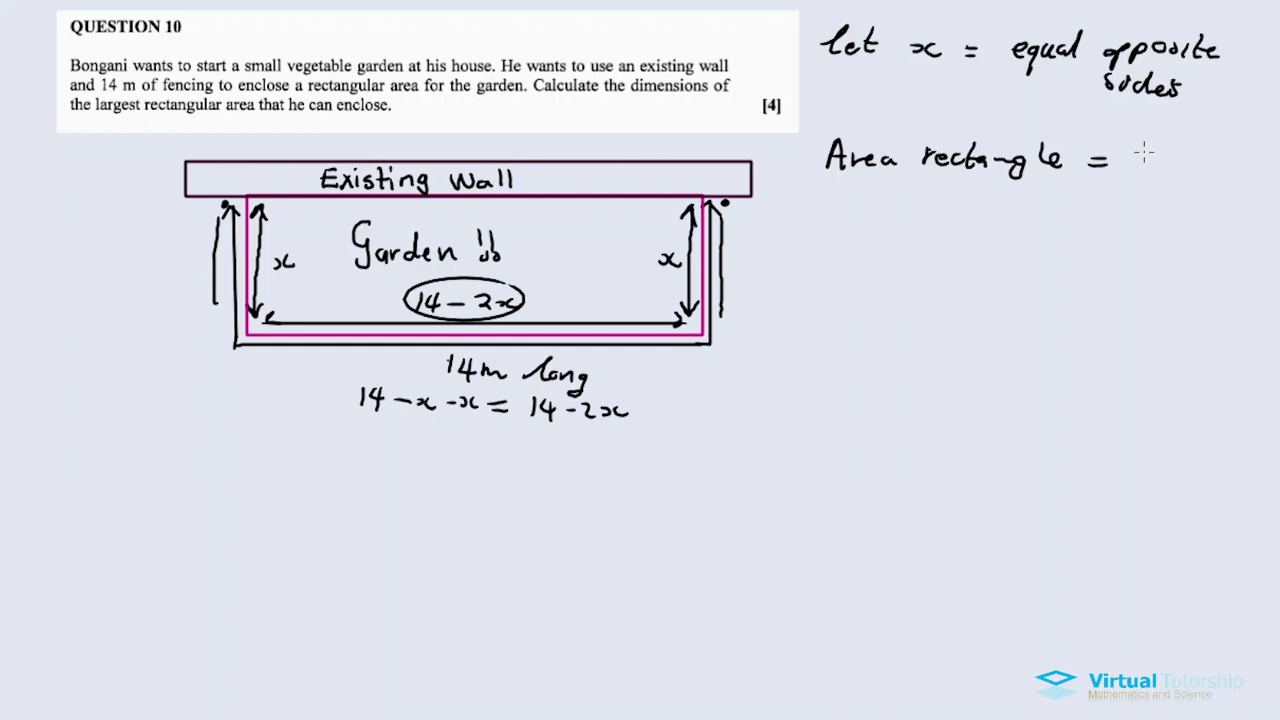 QUESTION 10
Bongani wants to start a small vegetable garden at his house. He wants to use an existing wall
and 14 m of fencing to enclose a rectangular area for the garden. Calculate the dimensions of
the largest rectangular area that he can enclose.
[4]
Existing Wall
x
Garden !!
x
14 - 2x
14m long
14 - x - x = 14 - 2x
let x = equal opposite
sides
Area rectangle =
Virtual Tutorship
Mathematics and Science